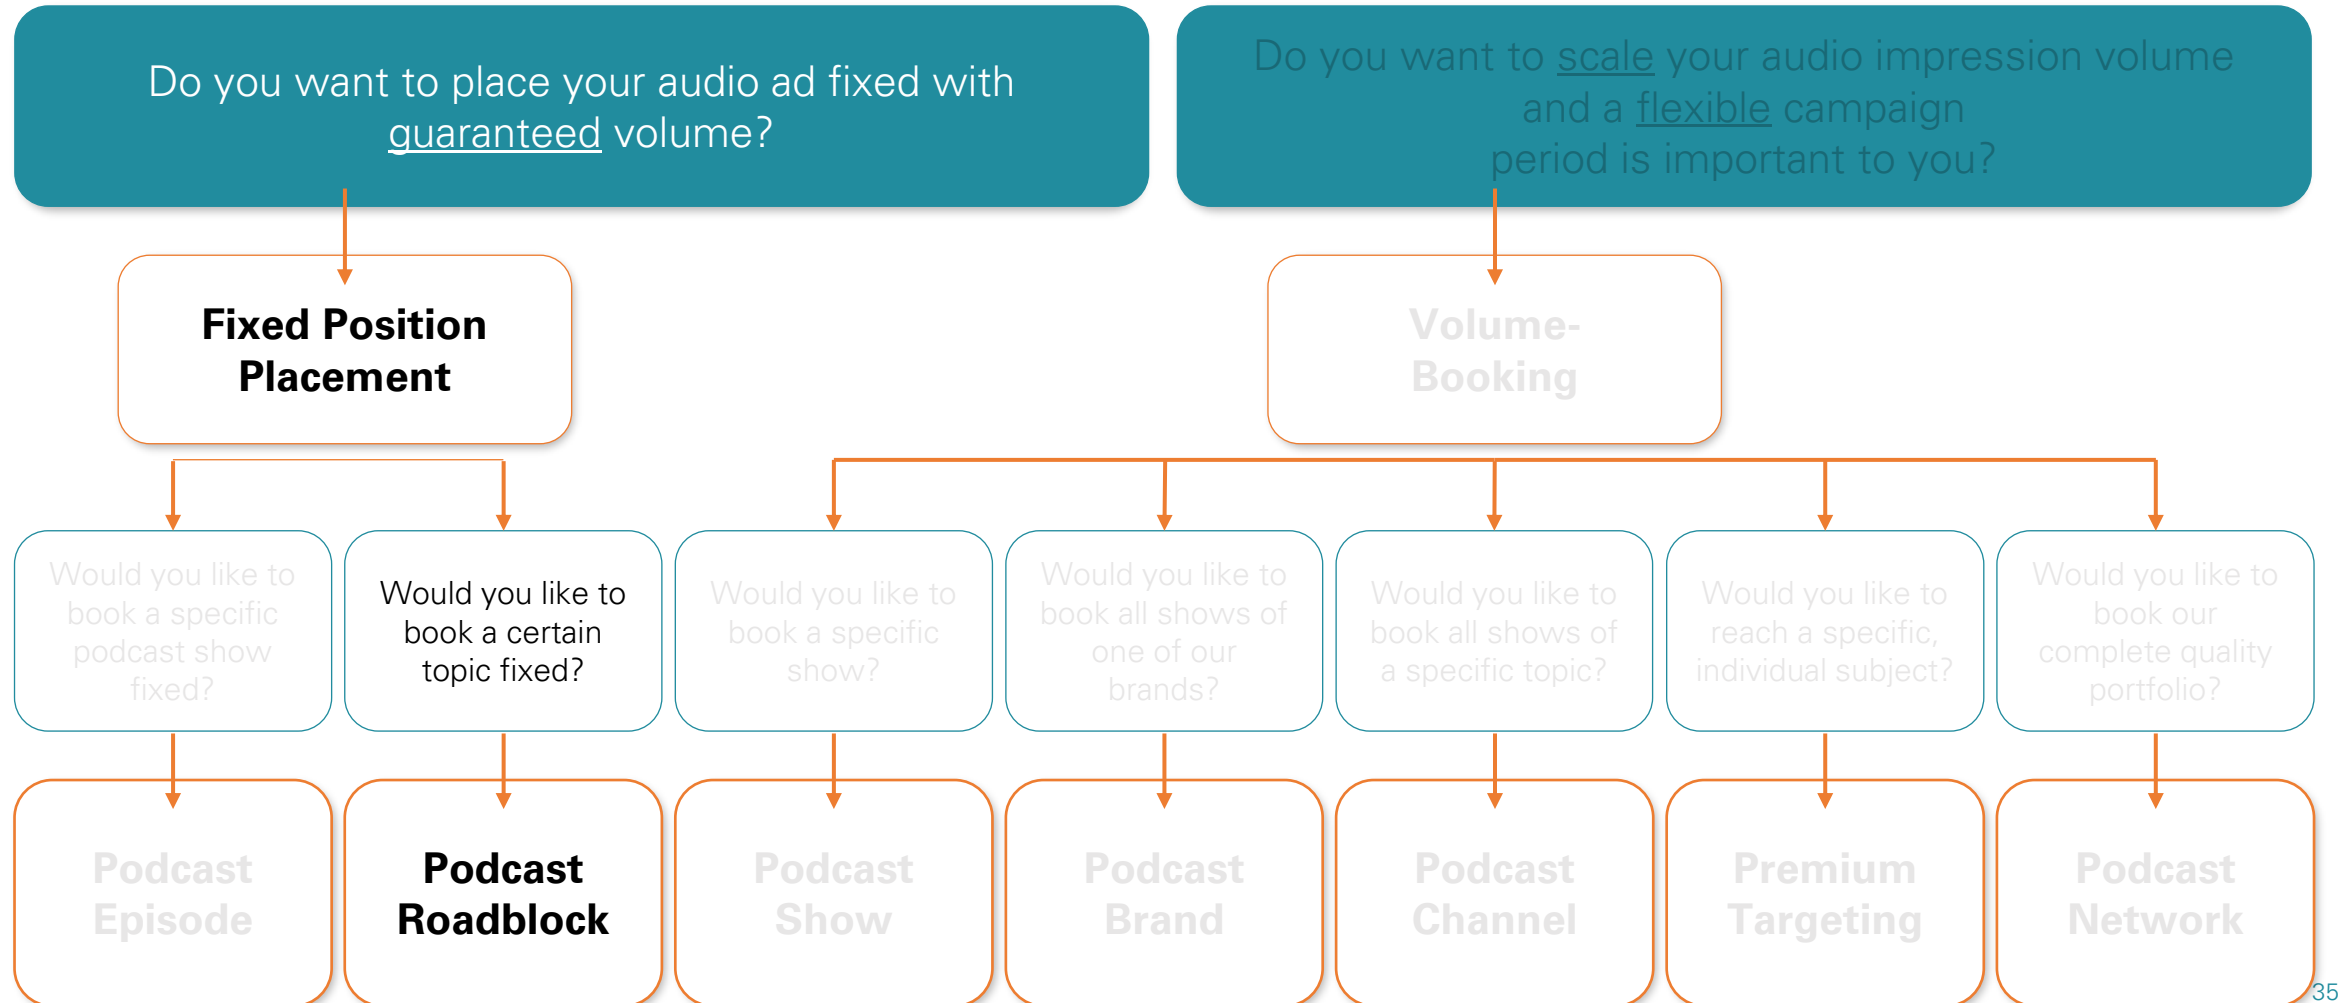 Do you want to place your audio ad fixed with
guaranteed volume?
Do you want to scale your audio impression volume
and a flexible campaign
period is important to you?
Fixed Position
Placement
Volume-
Booking
Would you like to
book a specific
podcast show
fixed?
Would you like to
book a certain
topic fixed?
Would you like to
book a specific
show?
Would you like to
book all shows of
one of our
brands?
Would you like to
book all shows of
a specific topic?
Would you like to
reach a specific,
individual subject?
Would you like to
book our
complete quality
portfolio?
Podcast
Episode
Podcast
Roadblock
Podcast
Show
Podcast
Brand
Podcast
Channel
Premium
Targeting
Podcast
Network
35